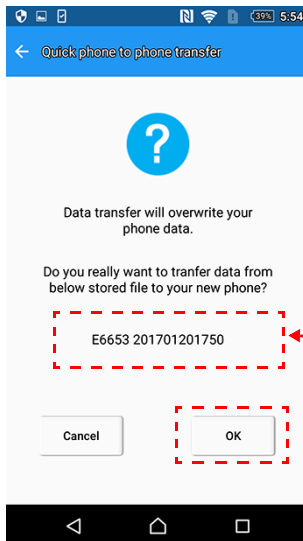 39% 5:54
Quick phone to phone transfer
?
Data transfer will overwrite your
phone data.
Do you really want to tranfer data from
below stored file to your new phone?
E6653 201701201750
Cancel OK